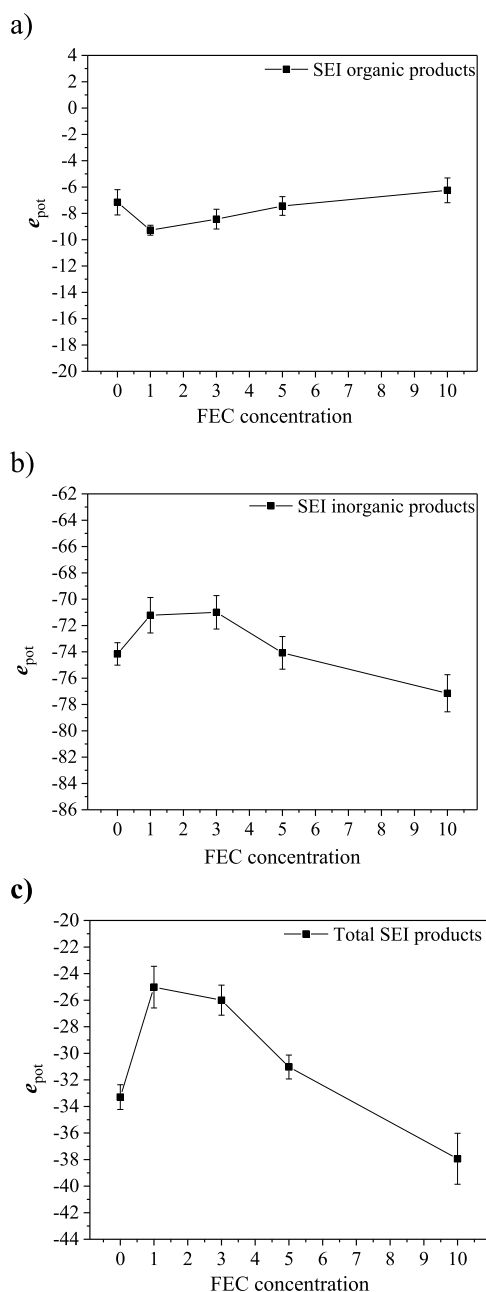 a)
4
2
0
-2
-4
-6
-8
-10
-12
-14
-16
-18
-20
SEI organic products
epot
0 1 2 3 4 5 6 7 8 9 10
FEC concentration
b)
-62
-64
-66
-68
-70
-72
-74
-76
-78
-80
-82
-84
-86
SEI inorganic products
epot
0 1 2 3 4 5 6 7 8 9 10
FEC concentration
c)
-20
-22
-24
-26
-28
-30
-32
-34
-36
-38
-40
-42
-44
Total SEI products
epot
0 1 2 3 4 5 6 7 8 9 10
FEC concentration